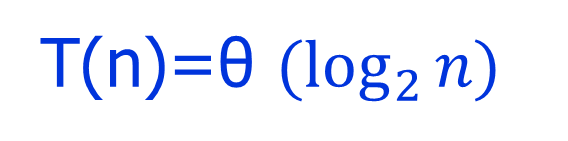 T(n)=θ (log₂ n)